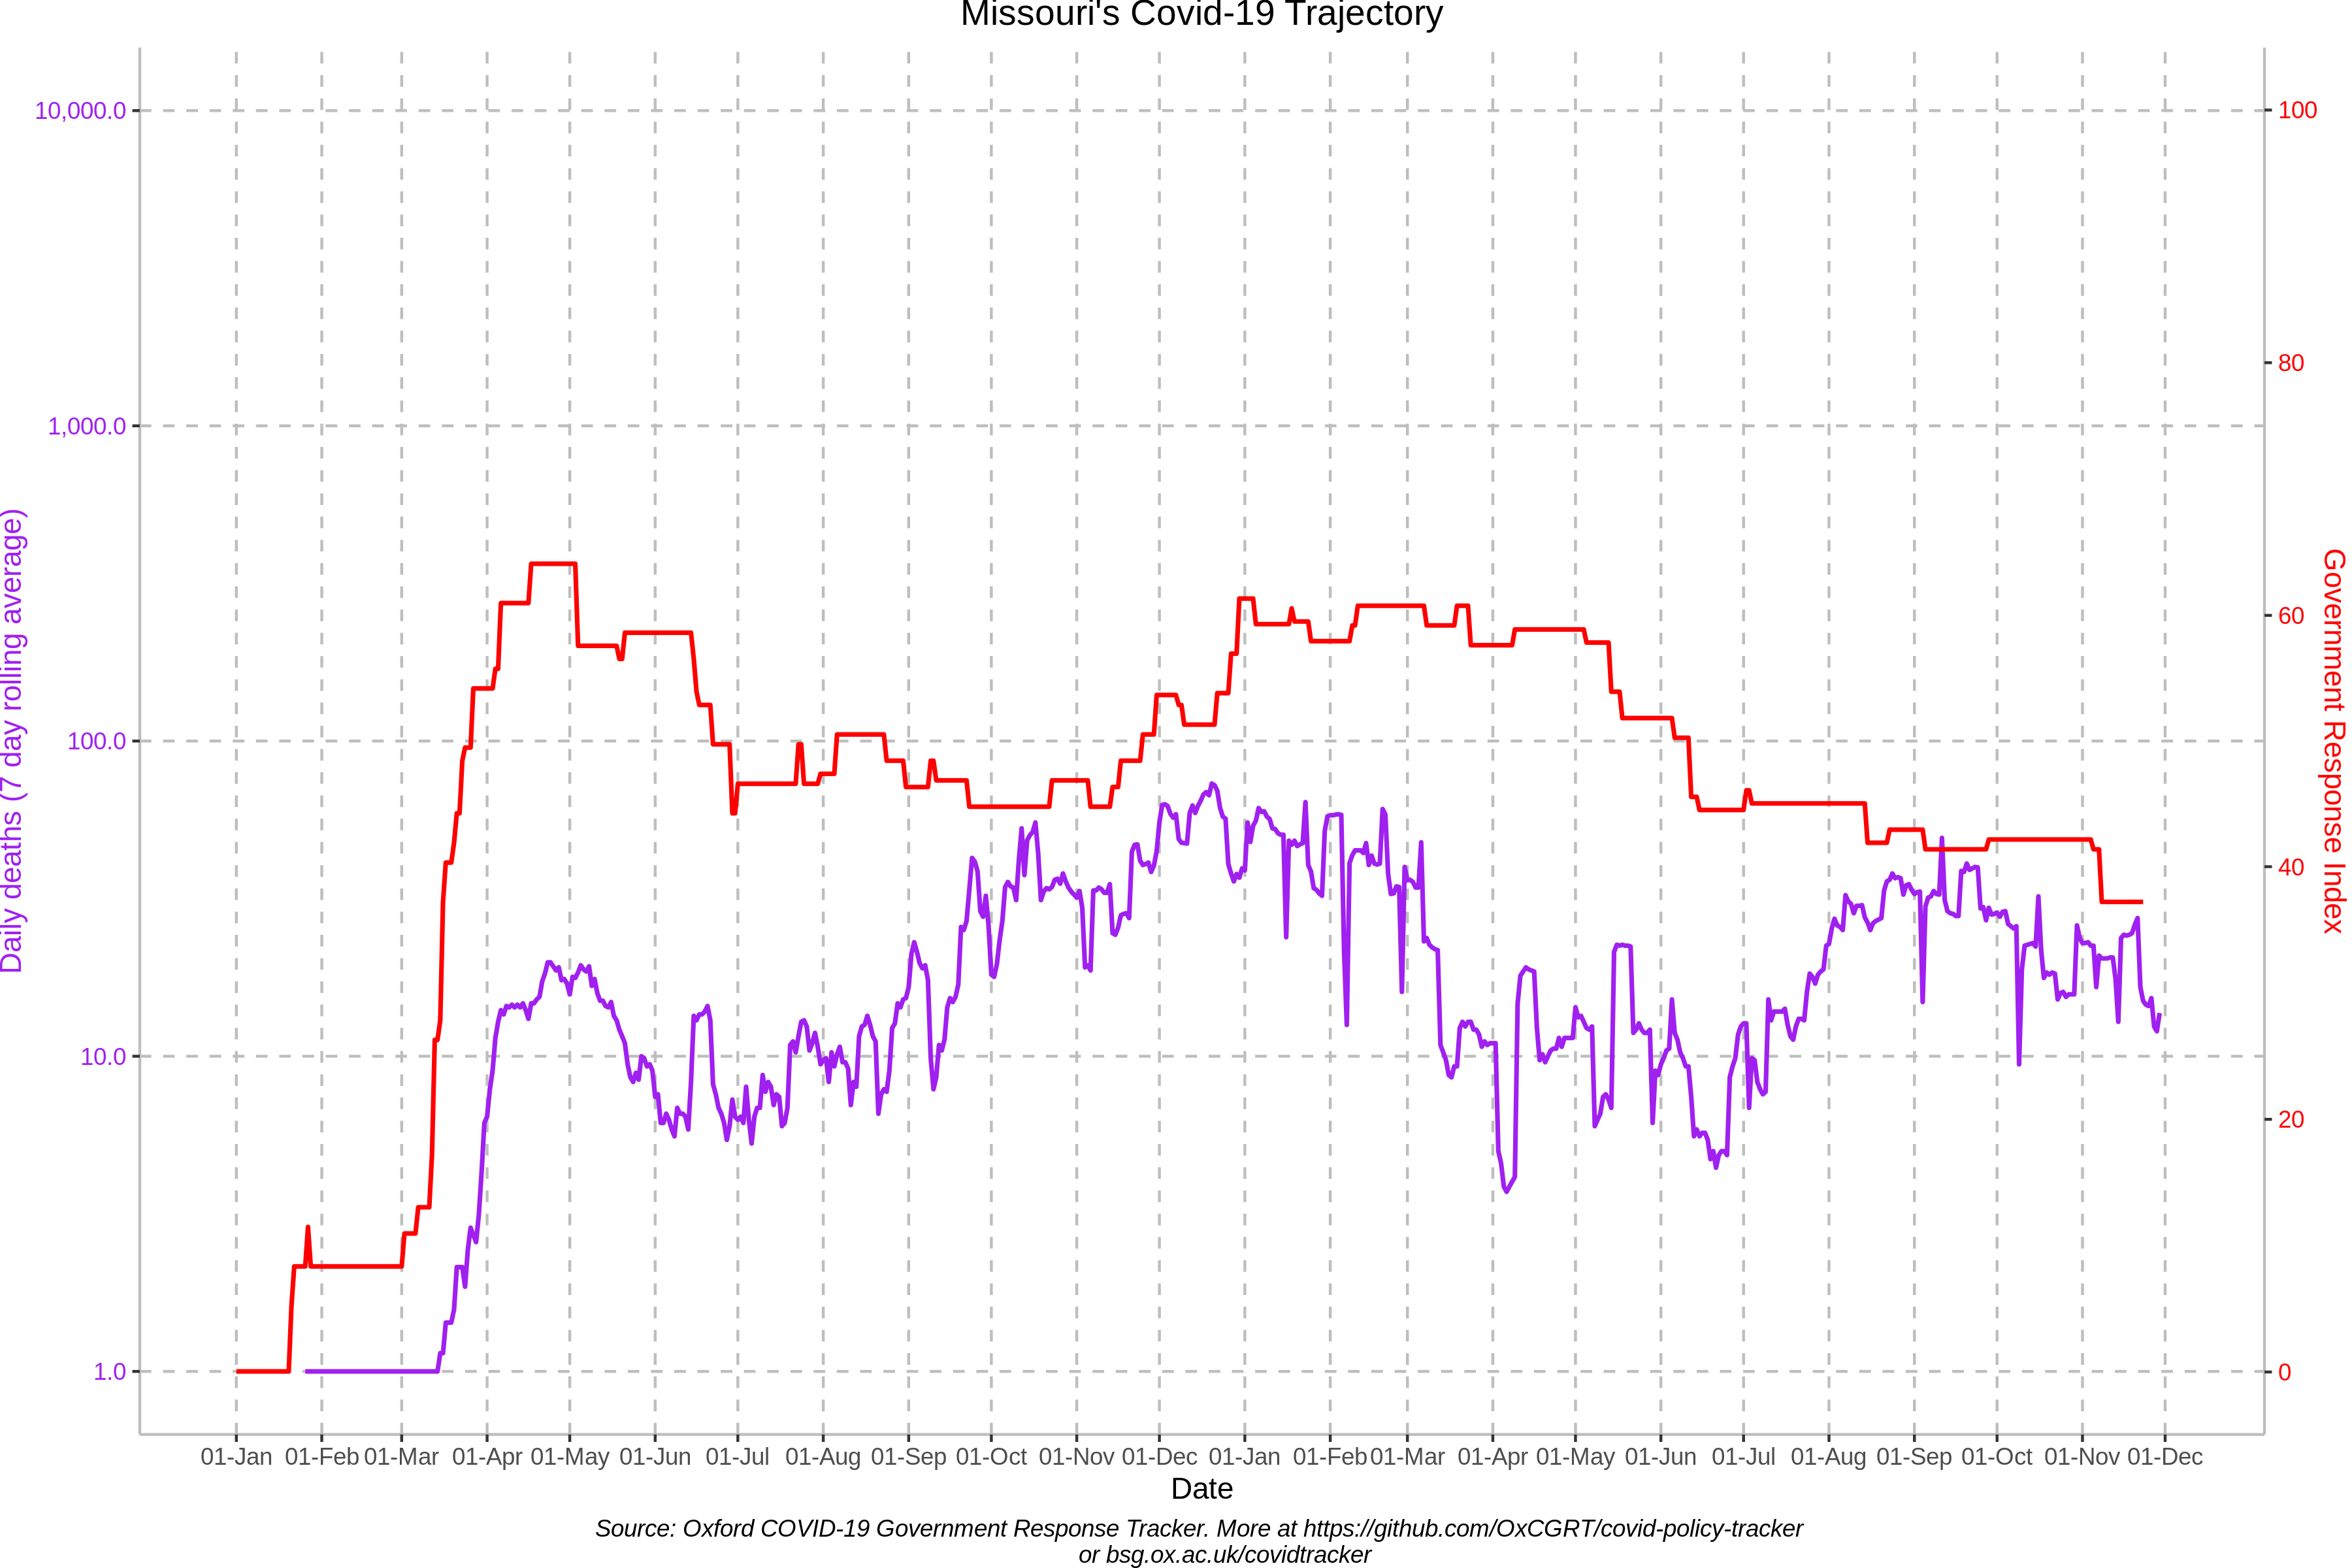 Missouri's Covid-19 Trajectory
10,000.0
1,000.0
100.0
10.0
1.0
Daily deaths (7 day rolling average)
100
80
60
40
20
0
Government Response Index
01-Jan 01-Feb 01-Mar 01-Apr 01-May 01-Jun 01-Jul 01-Aug 01-Sep 01-Oct 01-Nov 01-Dec 01-Jan 01-Feb 01-Mar 01-Apr 01-May 01-Jun 01-Jul 01-Aug 01-Sep 01-Oct 01-Nov 01-Dec
Date
Source: Oxford COVID-19 Government Response Tracker. More at https://github.com/OxCGRT/covid-policy-tracker
or bsg.ox.ac.uk/covidtracker